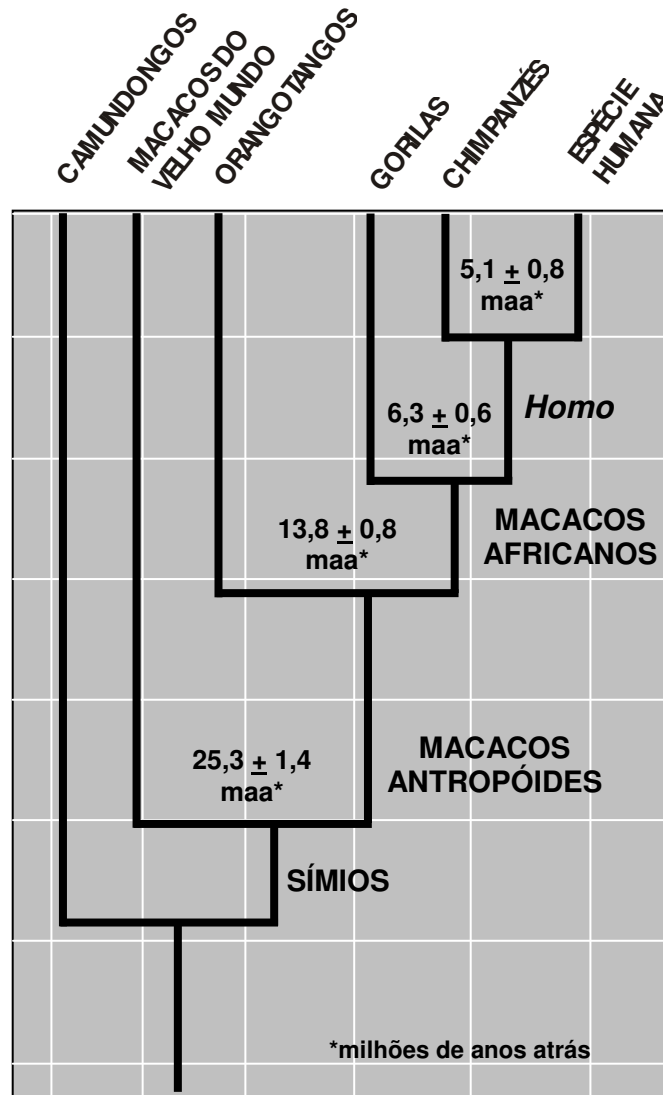 CAMUNDONGOS
MACACOS DO
VELHO MUNDO
ORANGOTANGOS
GORILAS
CHIMPANZÉS
ESPÉCIE
HUMANA
5,1 ± 0,8
maa*
Homo
6,3 ± 0,6
maa*
MACACOS
AFRICANOS
13,8 ± 0,8
maa*
MACACOS
ANTROPÓIDES
25,3 ± 1,4
maa*
SÍMIOS
*milhões de anos atrás